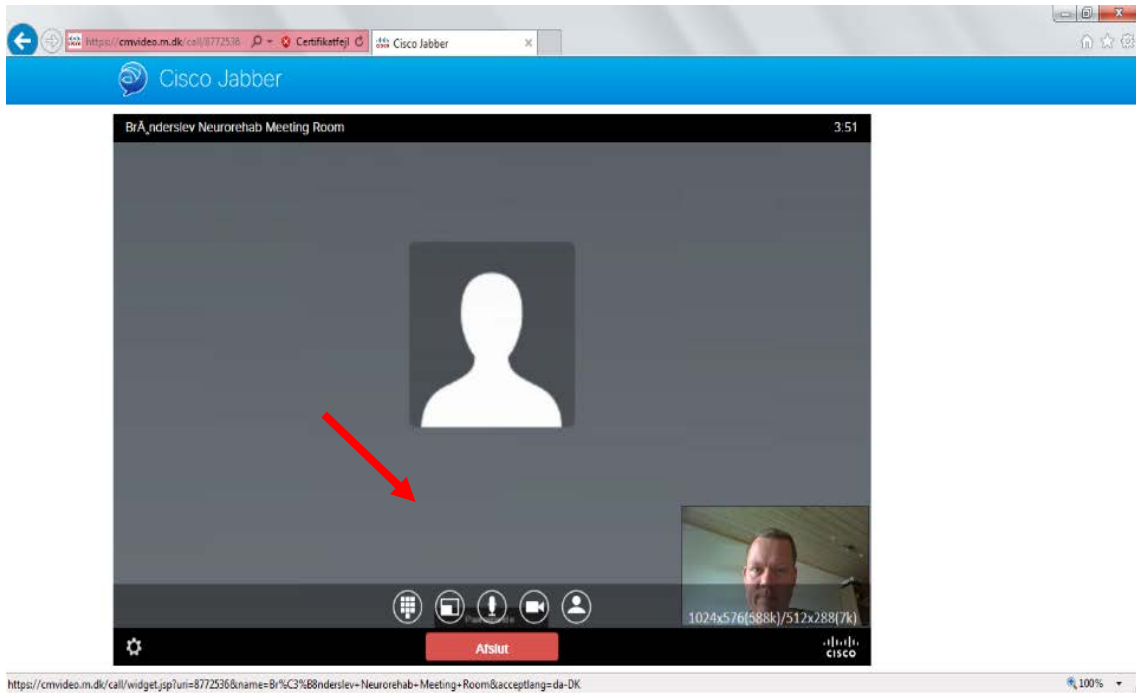 https://cmvideo.m.dk/call/8772536 Certifikatfejl Cisco Jabber
Cisco Jabber
BrÃ„nderslev Neurorehab Meeting Room 3:51
1024x576(588k)/512x288(7k)
Afslut
cisco
https://cmvideo.m.dk/call/widget.jsp?uri=8772536&name=Br%C3%B8nderslev+Neurorehab+Meeting+Room&acceptlang=da-DK 100%